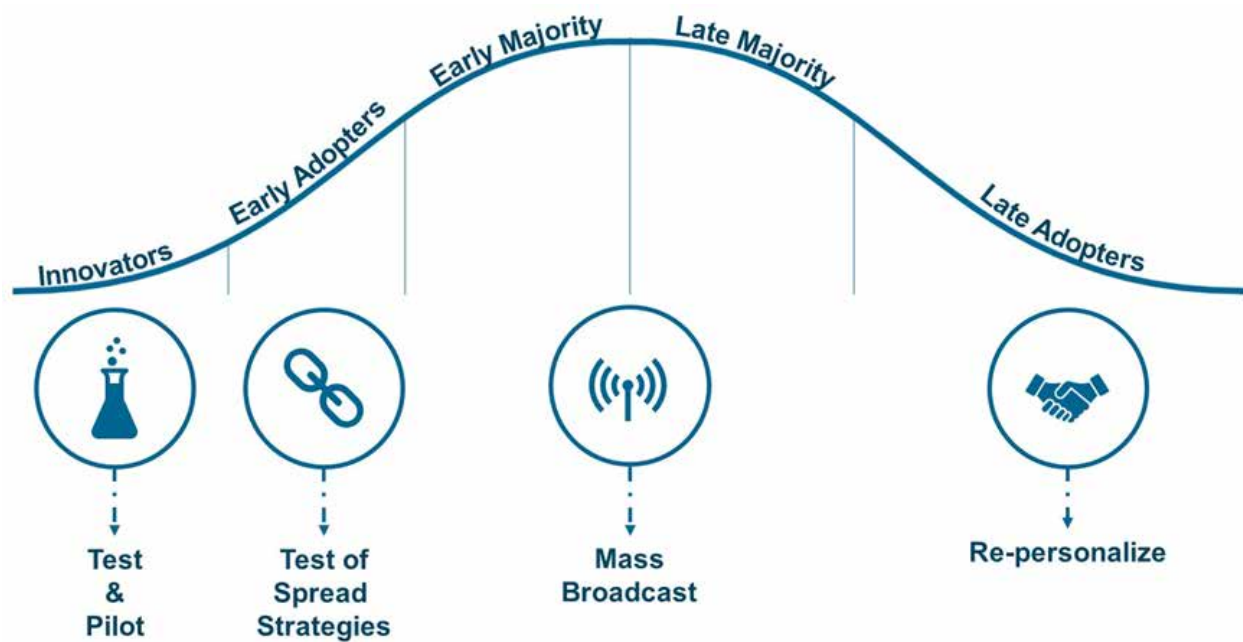 Innovators
Early Adopters
Early Majority
Late Majority
Late Adopters
Test
&
Pilot
Test of
Spread
Strategies
Mass
Broadcast
Re-personalize